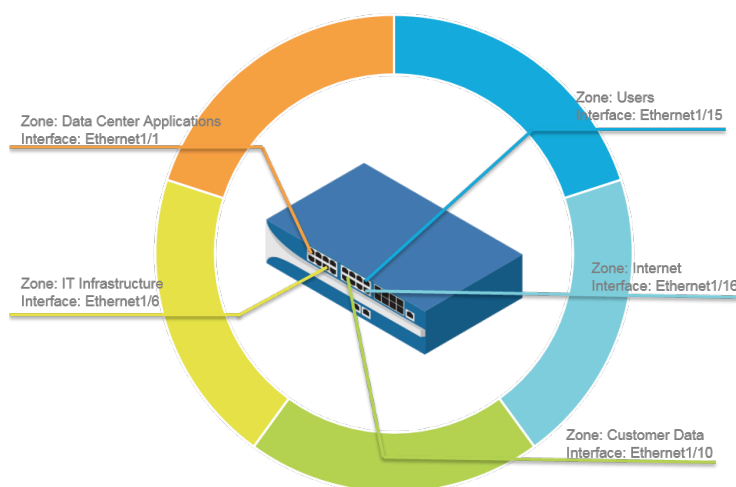 Zone: Data Center Applications
Interface: Ethernet1/1
Zone: Users
Interface: Ethernet1/15
Zone: IT Infrastructure
Interface: Ethernet1/6
Zone: Internet
Interface: Ethernet1/16
Zone: Customer Data
Interface: Ethernet1/10